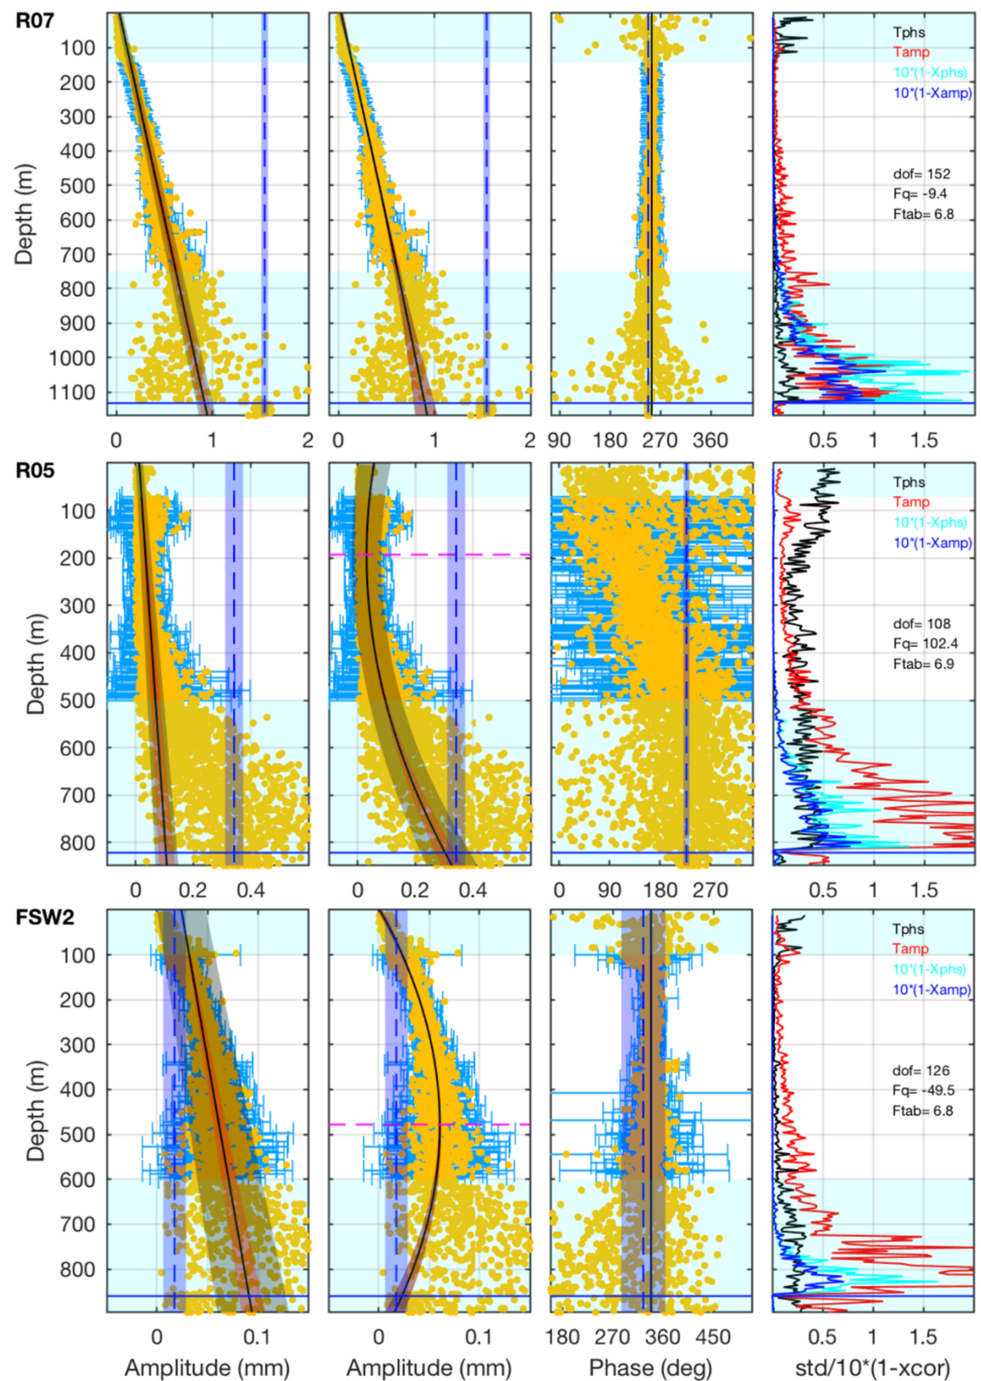 R07
Depth (m)
100
200
300
400
500
600
700
800
900
1000
1100
0 1 2
0 1 2
90 180 270 360
0.5 1 1.5
Tphs
Tamp
10*(1-Xphs)
10*(1-Xamp)
dof= 152
Fq= -9.4
Ftab= 6.8
R05
Depth (m)
100
200
300
400
500
600
700
800
0 0.2 0.4
0 0.2 0.4
0 90 180 270
0.5 1 1.5
Tphs
Tamp
10*(1-Xphs)
10*(1-Xamp)
dof= 108
Fq= 102.4
Ftab= 6.9
FSW2
Depth (m)
100
200
300
400
500
600
700
800
0 0.1
0 0.1
180 270 360 450
0.5 1 1.5
Tphs
Tamp
10*(1-Xphs)
10*(1-Xamp)
dof= 126
Fq= -49.5
Ftab= 6.8
Amplitude (mm)
Amplitude (mm)
Phase (deg)
std/10*(1-xcor)